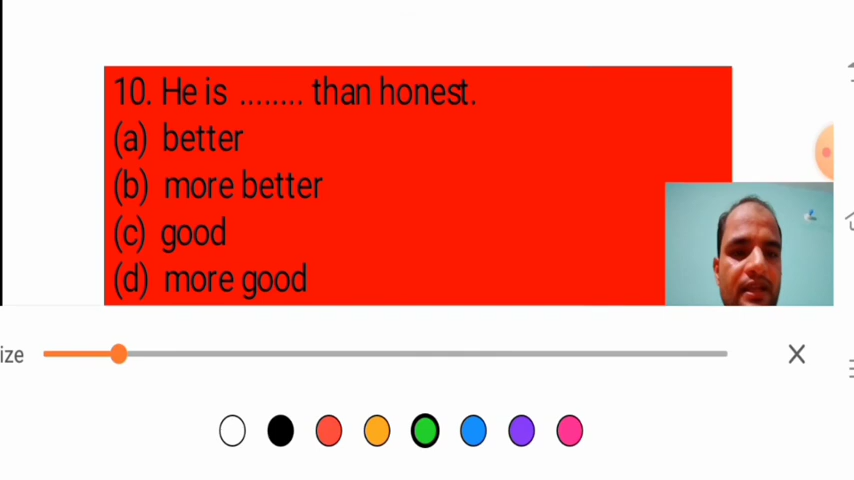 10. He is ........ than honest.
(a) better
(b) more better
(c) good
(d) more good
ize